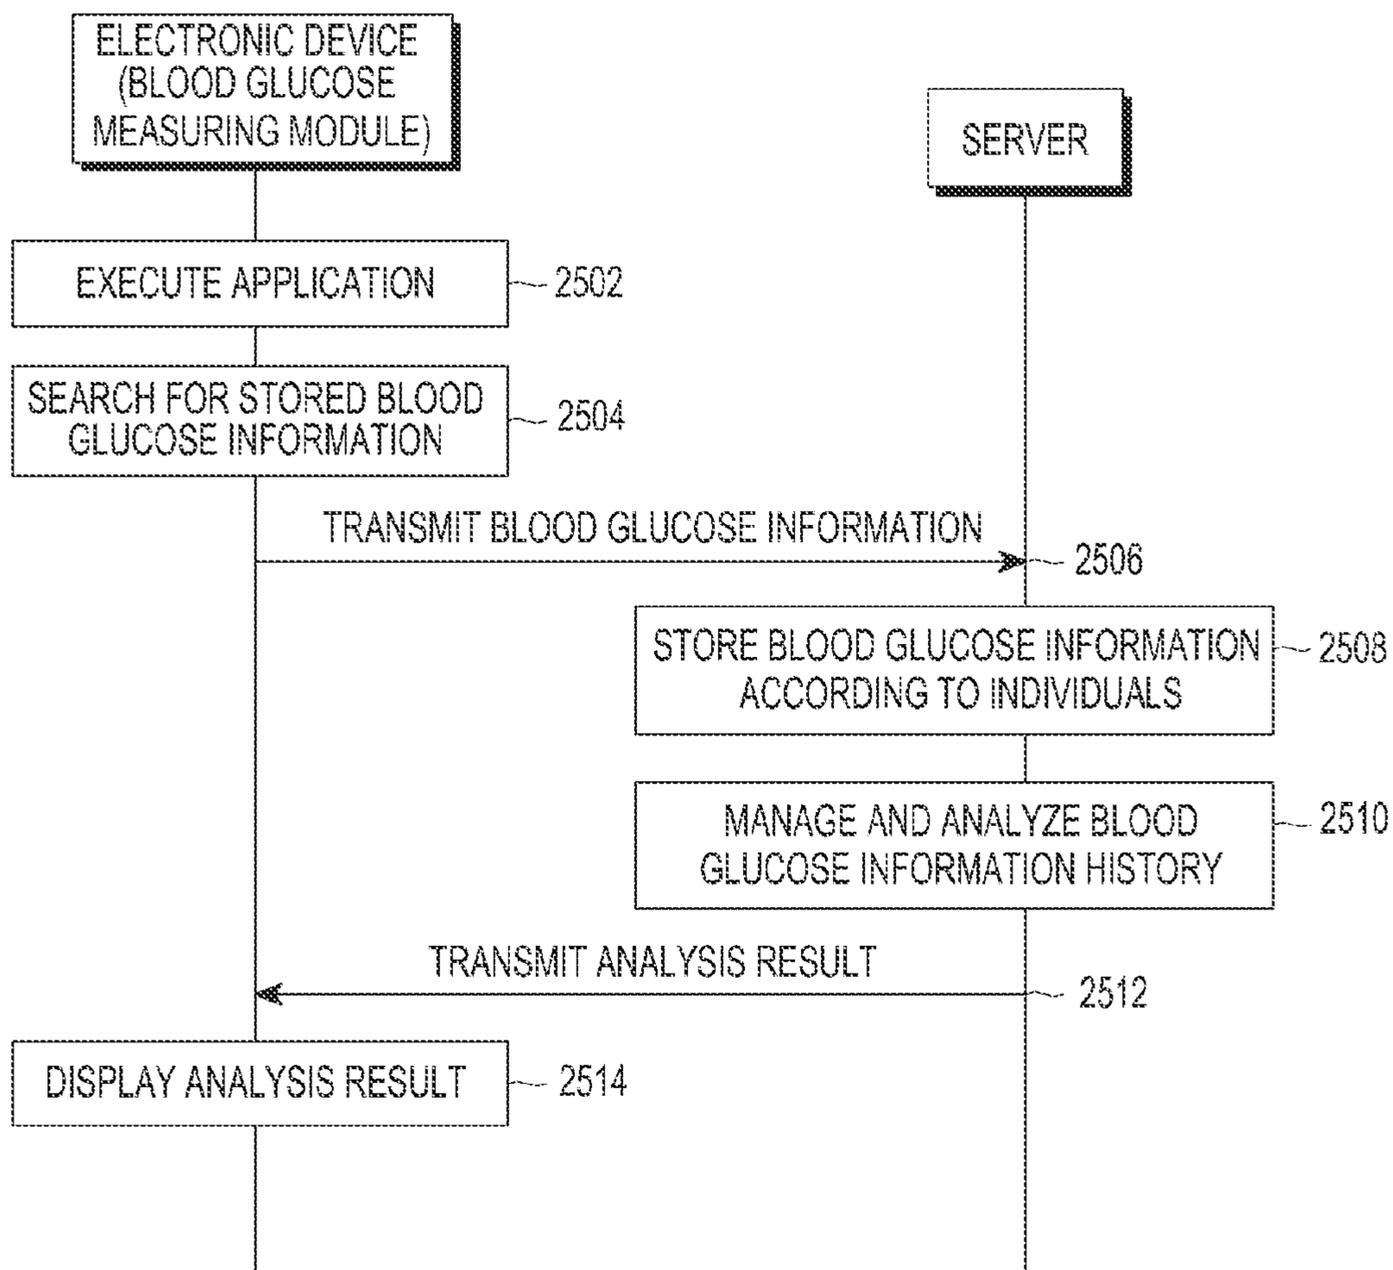 ELECTRONIC DEVICE
(BLOOD GLUCOSE
MEASURING MODULE)
SERVER
EXECUTE APPLICATION
2502
SEARCH FOR STORED BLOOD
GLUCOSE INFORMATION
2504
TRANSMIT BLOOD GLUCOSE INFORMATION
2506
STORE BLOOD GLUCOSE INFORMATION
ACCORDING TO INDIVIDUALS
2508
MANAGE AND ANALYZE BLOOD
GLUCOSE INFORMATION HISTORY
2510
TRANSMIT ANALYSIS RESULT
2512
DISPLAY ANALYSIS RESULT
2514